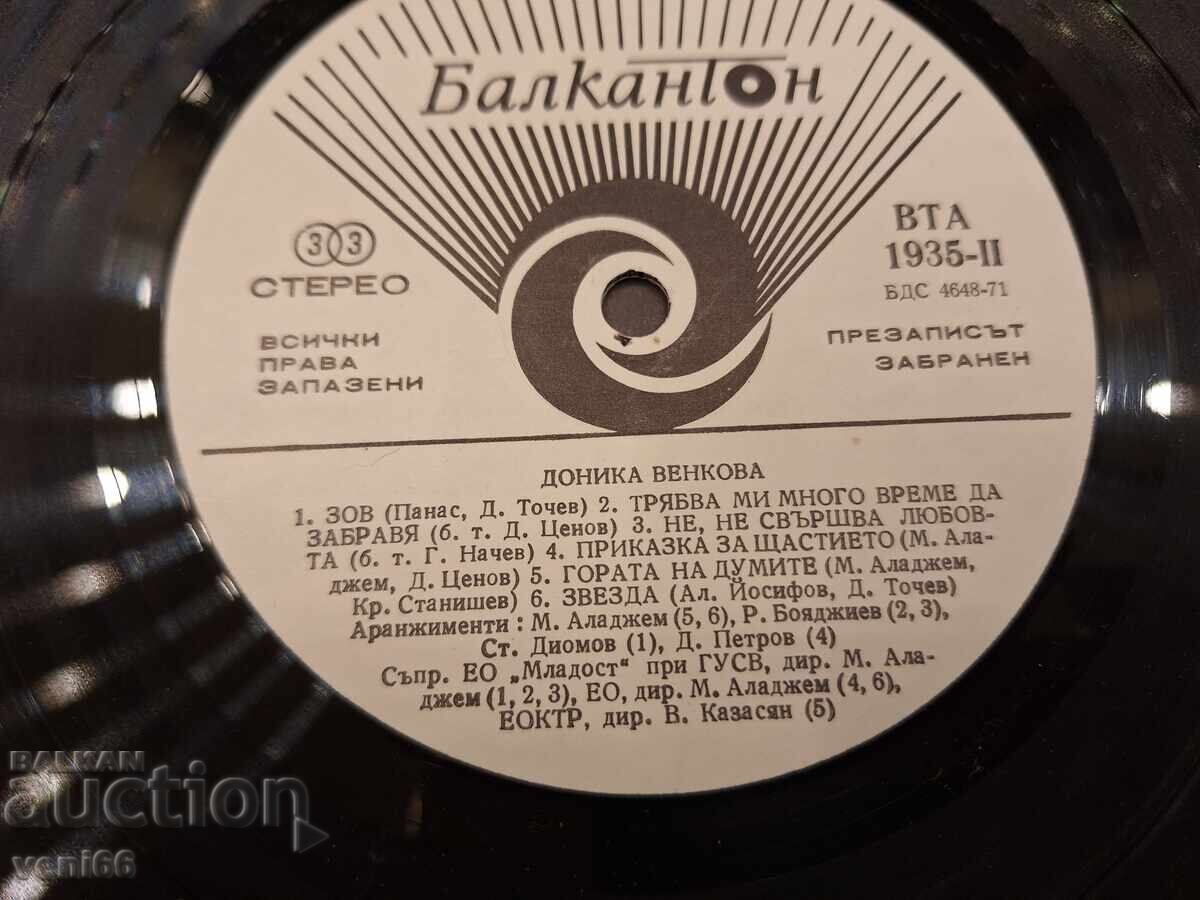 Балкантон
33
СТЕРЕО
ВСИЧКИ
ПРАВА
ЗАПАЗЕНИ
ВТА
1935-II
БДС 4648-71
ПРЕЗАПИСЪТ
ЗАБРАНЕН
ДОНИКА ВЕНКОВА
1. ЗОВ (Панас, Д. Точев) 2. ТРЯБВА МИ МНОГО ВРЕМЕ ДА
ЗАБРАВЯ (б. т. Д. Ценов) 3. НЕ, НЕ СВЪРШВА ЛЮБОВ-
ТА (б. т. Г. Начев) 4. ПРИКАЗКА ЗА ЩАСТИЕТО (М. Ала-
джем, Д. Ценов) 5. ГОРАТА НА ДУМИТЕ (М. Аладжем,
Кр. Станишев) 6. ЗВЕЗДА (Ал. Йосифов, Д. Точев)
Аранжименти : М. Аладжем (5, 6), Р. Бояджиев (2, 3),
Ст. Диомов (1), Д. Петров (4)
Съпр. ЕО „Младост" при ГУСВ, дир. М. Ала-
джем (1, 2, 3), ЕО, дир. М. Аладжем (4, 6),
ЕОКТР, дир. В. Казасян (5)
BALKAN
auction
veni66